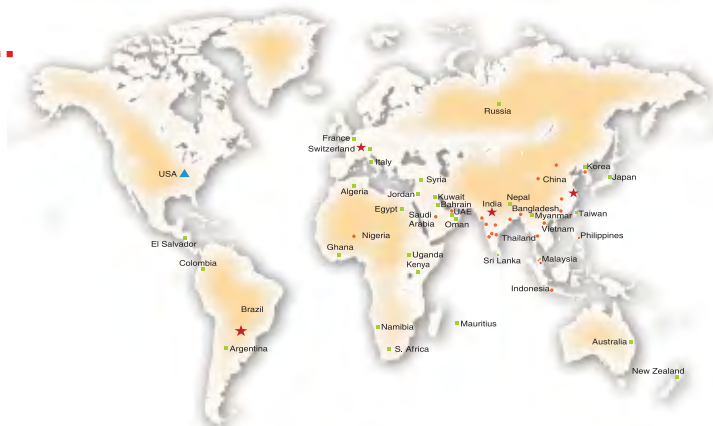 Russia
France
Switzerland
Italy
USA
Korea
China
Japan
Syria
Algeria
Jordan
Kuwait
Nepal
Bahrain
India
Bangladesh
Egypt
UAE
Saudi
Arabia
Myanmar
Taiwan
Oman
Vietnam
El Salvador
Nigeria
Thailand
Philippines
Ghana
Uganda
Colombia
Kenya
Sri Lanka
Malaysia
Indonesia
Brazil
Namibia
Mauritius
Argentina
S. Africa
Australia
New Zealand